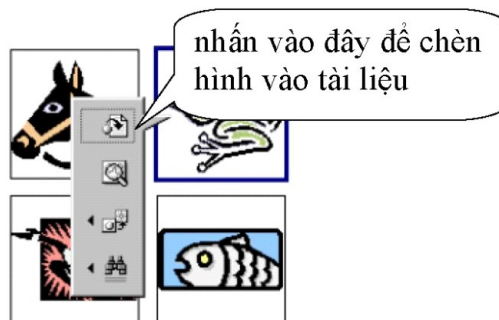 nhấn vào đây để chèn
hình vào tài liệu